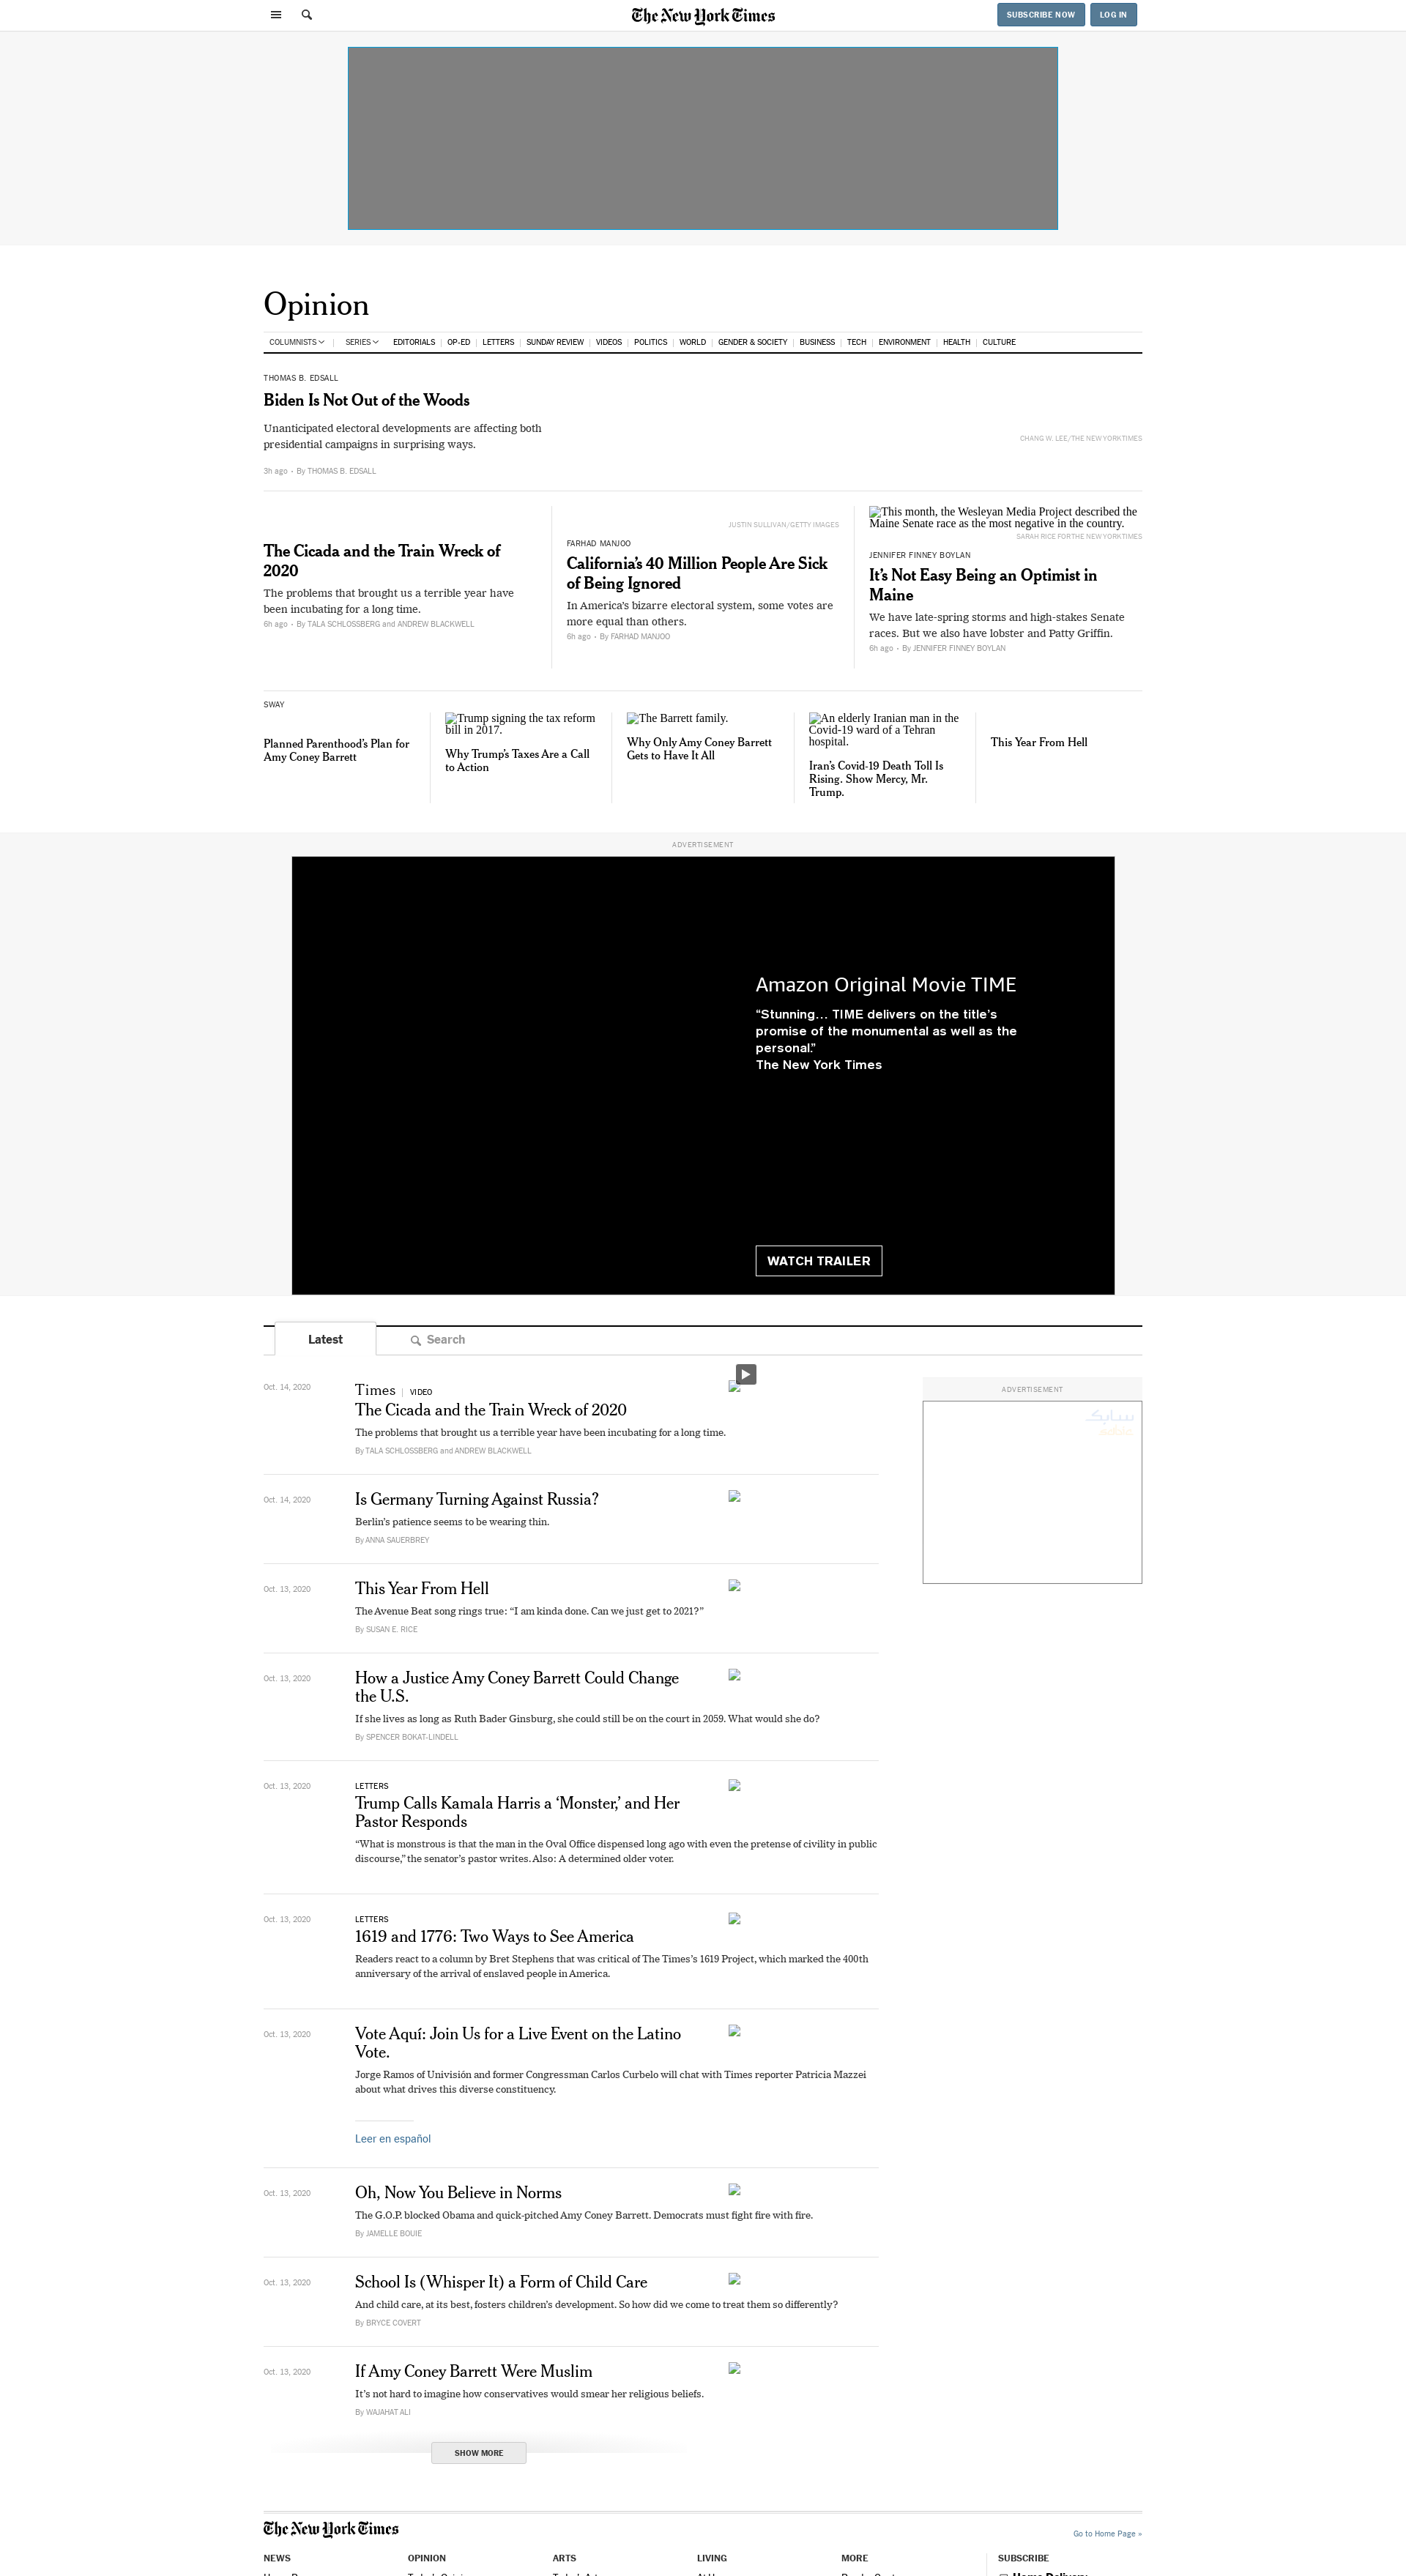 The New York Times
SUBSCRIBE NOW
LOG IN
Opinion
COLUMNISTS
SERIES
EDITORIALS
OP-ED
LETTERS
SUNDAY REVIEW
VIDEOS
POLITICS
WORLD
GENDER & SOCIETY
BUSINESS
TECH
ENVIRONMENT
HEALTH
CULTURE
THOMAS B. EDSALL
Biden Is Not Out of the Woods
Unanticipated electoral developments are affecting both
presidential campaigns in surprising ways.
3h ago • By THOMAS B. EDSALL
CHANG W. LEE/THE NEW YORK TIMES
The Cicada and the Train Wreck of
2020
The problems that brought us a terrible year have
been incubating for a long time.
6h ago • By TALA SCHLOSSBERG and ANDREW BLACKWELL
JUSTIN SULLIVAN/GETTY IMAGES
FARHAD MANJOO
California’s 40 Million People Are Sick
of Being Ignored
In America’s bizarre electoral system, some votes are
more equal than others.
6h ago • By FARHAD MANJOO
This month, the Wesleyan Media Project described the
Maine Senate race as the most negative in the country.
SARAH RICE FOR THE NEW YORK TIMES
JENNIFER FINNEY BOYLAN
It’s Not Easy Being an Optimist in
Maine
We have late-spring storms and high-stakes Senate
races. But we also have lobster and Patty Griffin.
6h ago • By JENNIFER FINNEY BOYLAN
SWAY
Planned Parenthood’s Plan for
Amy Coney Barrett
Trump signing the tax reform
bill in 2017.
Why Trump’s Taxes Are a Call
to Action
The Barrett family.
Why Only Amy Coney Barrett
Gets to Have It All
An elderly Iranian man in the
Covid-19 ward of a Tehran
hospital.
Iran’s Covid-19 Death Toll Is
Rising. Show Mercy, Mr.
Trump.
This Year From Hell
ADVERTISEMENT
Amazon Original Movie TIME
“Stunning… TIME delivers on the title’s
promise of the monumental as well as the
personal.”
The New York Times
WATCH TRAILER
Latest
Search
Oct. 14, 2020
Times | VIDEO
The Cicada and the Train Wreck of 2020
The problems that brought us a terrible year have been incubating for a long time.
By TALA SCHLOSSBERG and ANDREW BLACKWELL
ADVERTISEMENT
سابك
sabic
Oct. 14, 2020
Is Germany Turning Against Russia?
Berlin’s patience seems to be wearing thin.
By ANNA SAUERBREY
Oct. 13, 2020
This Year From Hell
The Avenue Beat song rings true: “I am kinda done. Can we just get to 2021?”
By SUSAN E. RICE
Oct. 13, 2020
How a Justice Amy Coney Barrett Could Change
the U.S.
If she lives as long as Ruth Bader Ginsburg, she could still be on the court in 2059. What would she do?
By SPENCER BOKAT-LINDELL
Oct. 13, 2020
LETTERS
Trump Calls Kamala Harris a ‘Monster,’ and Her
Pastor Responds
“What is monstrous is that the man in the Oval Office dispensed long ago with even the pretense of civility in public
discourse,” the senator’s pastor writes. Also: A determined older voter.
Oct. 13, 2020
LETTERS
1619 and 1776: Two Ways to See America
Readers react to a column by Bret Stephens that was critical of The Times’s 1619 Project, which marked the 400th
anniversary of the arrival of enslaved people in America.
Oct. 13, 2020
Vote Aquí: Join Us for a Live Event on the Latino
Vote.
Jorge Ramos of Univisión and former Congressman Carlos Curbelo will chat with Times reporter Patricia Mazzei
about what drives this diverse constituency.
Leer en español
Oct. 13, 2020
Oh, Now You Believe in Norms
The G.O.P. blocked Obama and quick-pitched Amy Coney Barrett. Democrats must fight fire with fire.
By JAMELLE BOUIE
Oct. 13, 2020
School Is (Whisper It) a Form of Child Care
And child care, at its best, fosters children’s development. So how did we come to treat them so differently?
By BRYCE COVERT
Oct. 13, 2020
If Amy Coney Barrett Were Muslim
It’s not hard to imagine how conservatives would smear her religious beliefs.
By WAJAHAT ALI
SHOW MORE
The New York Times
Go to Home Page »
NEWS
OPINION
ARTS
LIVING
MORE
SUBSCRIBE